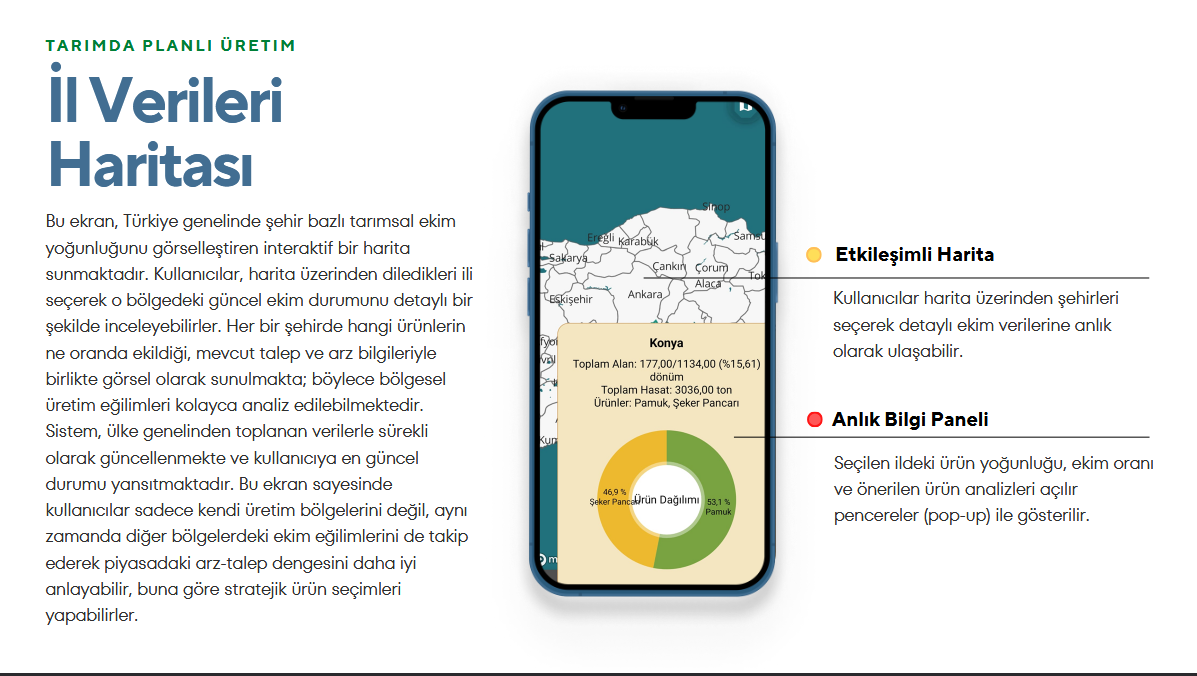 TARIMDA PLANLI ÜRETİM
İl Verileri
Haritası
Bu ekran, Türkiye genelinde şehir bazlı tarımsal ekim
yoğunluğunu görselleştiren interaktif bir harita
sunmaktadır. Kullanıcılar, harita üzerinden diledikleri ili
seçerek o bölgedeki güncel ekim durumunu detaylı bir
şekilde inceleyebilirler. Her bir şehirde hangi ürünlerin
ne oranda ekildiği, mevcut talep ve arz bilgileriyle
birlikte görsel olarak sunulmakta; böylece bölgesel
üretim eğilimleri kolayca analiz edilebilmektedir.
Sistem, ülke genelinden toplanan verilerle sürekli
olarak güncellenmekte ve kullanıcıya en güncel
durumu yansıtmaktadır. Bu ekran sayesinde
kullanıcılar sadece kendi üretim bölgelerini değil, aynı
zamanda diğer bölgelerdeki ekim eğilimlerini de takip
ederek piyasadaki arz-talep dengesini daha iyi
anlayabilir, buna göre stratejik ürün seçimleri
yapabilirler.
Sinop
Ereğli Karabük Samsu
Sakarya
Çankırı Çorum
Tok
Alaca
Eskişehir Ankara
Konya
Toplam Alan: 177,00/1134,00 (%15,61)
dönüm
Toplam Hasat: 3036,00 ton
Ürünler: Pamuk, Şeker Pancarı
46,9 %
Şeker Pancarı
Ürün Dağılımı
53,1 %
Pamuk
Etkileşimli Harita
Kullanıcılar harita üzerinden şehirleri
seçerek detaylı ekim verilerine anlık
olarak ulaşabilir.
Anlık Bilgi Paneli
Seçilen ildeki ürün yoğunluğu, ekim oranı
ve önerilen ürün analizleri açılır
pencereler (pop-up) ile gösterilir.